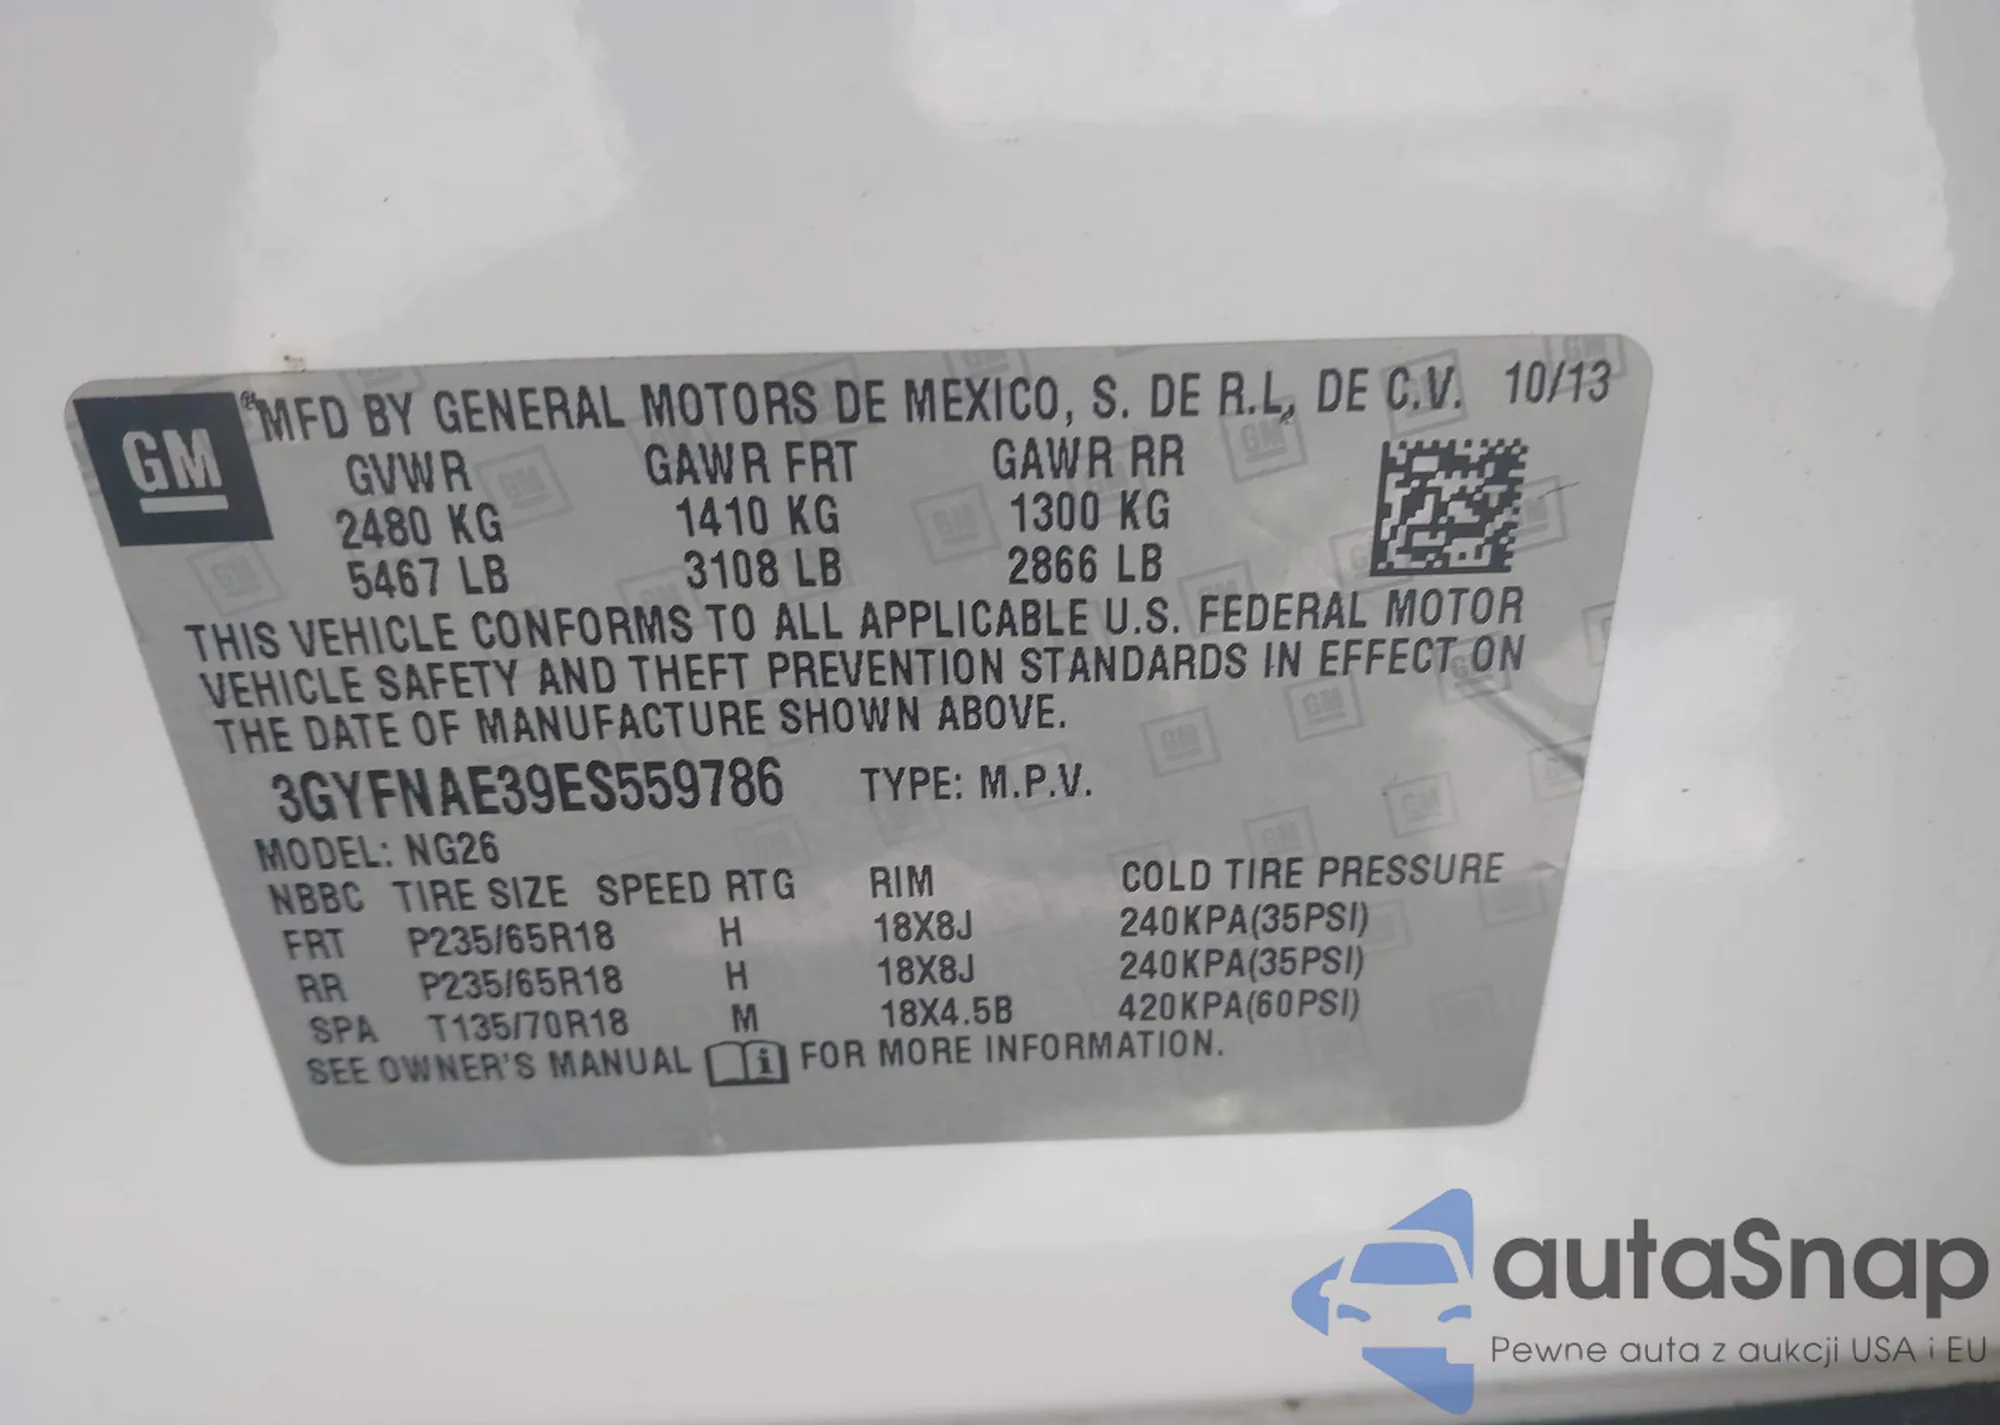 GM
® MFD BY GENERAL MOTORS DE MEXICO, S. DE R.L, DE C.V. 10/13
GVWR GAWR FRT GAWR RR
2480 KG 1410 KG 1300 KG
5467 LB 3108 LB 2866 LB
THIS VEHICLE CONFORMS TO ALL APPLICABLE U.S. FEDERAL MOTOR
VEHICLE SAFETY AND THEFT PREVENTION STANDARDS IN EFFECT ON
THE DATE OF MANUFACTURE SHOWN ABOVE.
3GYFNAE39ES559786 TYPE: M.P.V.
MODEL: NG26
NBBC TIRE SIZE SPEED RTG RIM COLD TIRE PRESSURE
FRT P235/65R18 H 18X8J 240KPA(35PSI)
RR P235/65R18 H 18X8J 240KPA(35PSI)
SPA T135/70R18 M 18X4.5B 420KPA(60PSI)
SEE OWNER'S MANUAL i FOR MORE INFORMATION.
autaSnap
Pewne auta z aukcji USA i EU